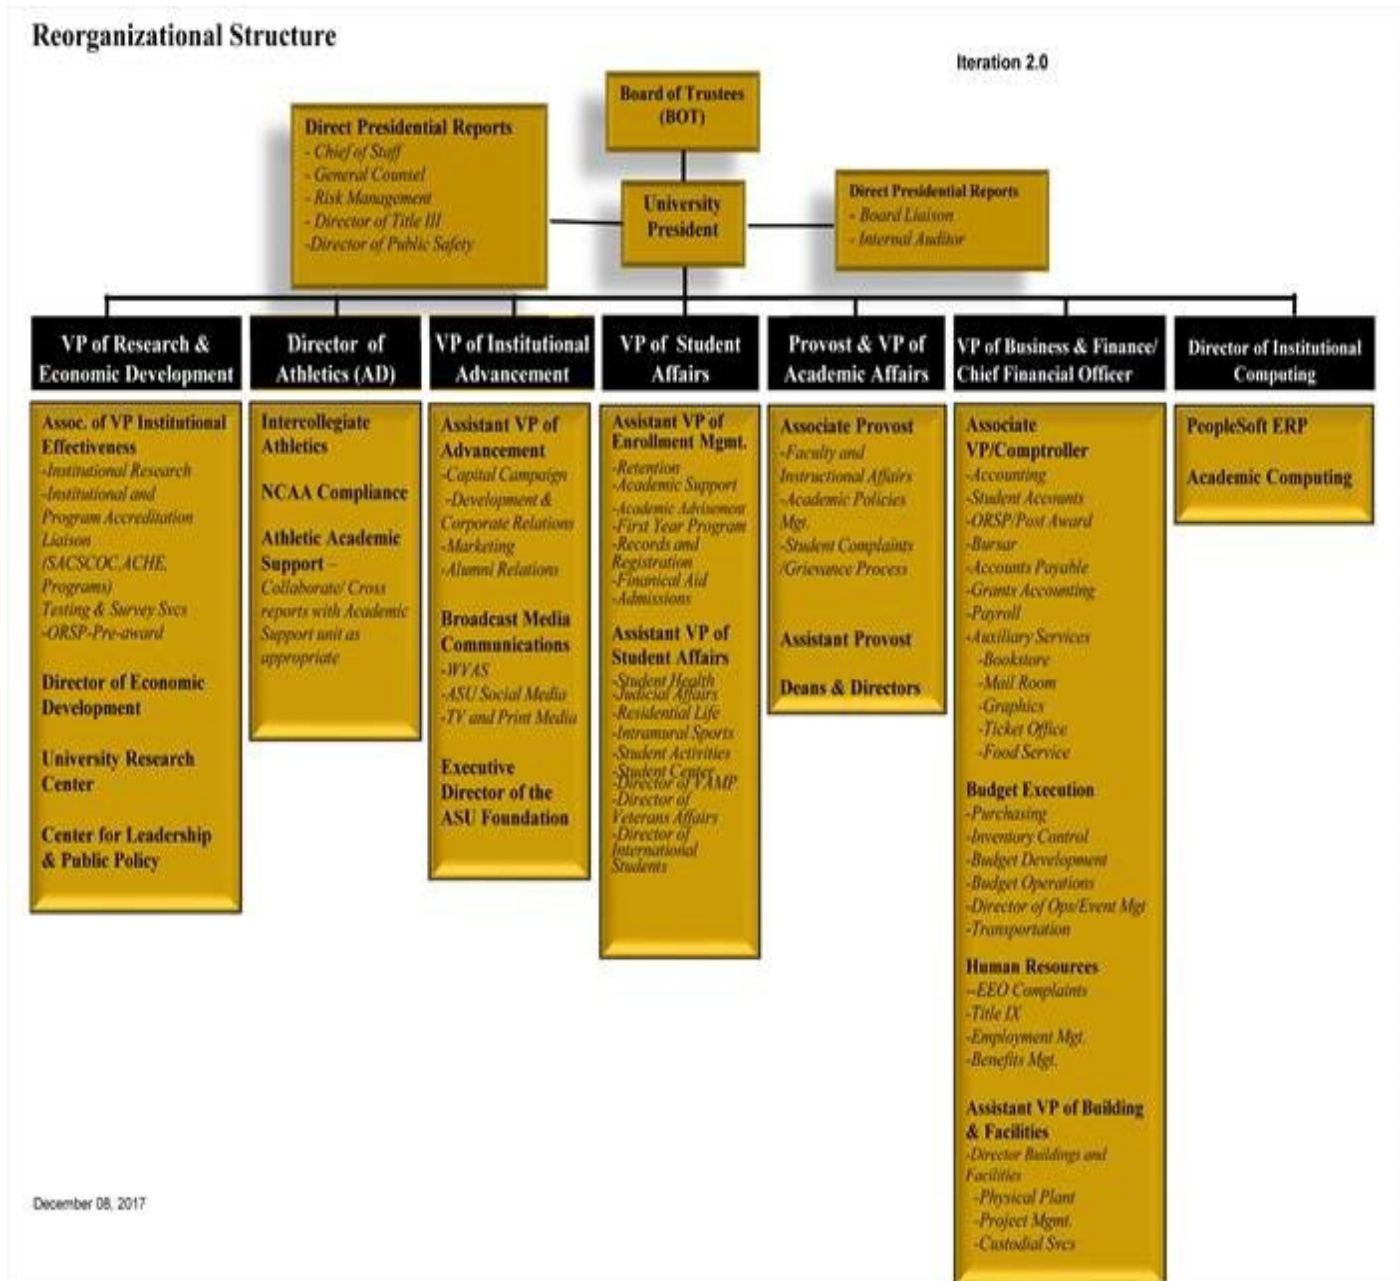 Reorganizational Structure
Iteration 2.0
Board of Trustees
(BOT)
Direct Presidential Reports
- Chief of Staff
- General Counsel
- Risk Management
- Director of Title III
-Director of Public Safety
University
President
Direct Presidential Reports
- Board Liaison
- Internal Auditor
VP of Research &
Economic Development
Assoc. of VP Institutional
Effectiveness
-Institutional Research
-Institutional and
Program Accreditation
Liaison
(SACSCOC,ACHE,
Programs)
Testing & Survey Svcs
-ORSP-Pre-award
Director of Economic
Development
University Research
Center
Center for Leadership
& Public Policy
Director of
Athletics (AD)
Intercollegiate
Athletics
NCAA Compliance
Athletic Academic
Support –
Collaborate/ Cross
reports with Academic
Support unit as
appropriate
VP of Institutional
Advancement
Assistant VP of
Advancement
-Capital Campaign
-Development &
Corporate Relations
-Marketing
-Alumni Relations
Broadcast Media
Communications
-WVAS
-ASU Social Media
-TV and Print Media
Executive
Director of the
ASU Foundation
VP of Student
Affairs
Assistant VP of
Enrollment Mgmt.
-Retention
-Academic Support
-Academic Advisement
-First Year Program
-Records and
Registration
-Finanical Aid
-Admissions
Assistant VP of
Student Affairs
-Student Health
-Judicial Affairs
-Residential Life
-Intramural Sports
-Student Activities
-Student Center
-Director of VAMP
-Director of
Veterans Affairs
-Director of
International
Students
Provost & VP of
Academic Affairs
Associate Provost
-Faculty and
Instructional Affairs
-Academic Policies
Mgt.
-Student Complaints
/Grievance Process
Assistant Provost
Deans & Directors
VP of Business & Finance/
Chief Financial Officer
Associate
VP/Comptroller
-Accounting
-Student Accounts
-ORSP/Post Award
-Bursar
-Accounts Payable
-Grants Accounting
-Payroll
-Auxiliary Services
-Bookstore
-Mail Room
-Graphics
-Ticket Office
-Food Service
Budget Execution
-Purchasing
-Inventory Control
-Budget Development
-Budget Operations
-Director of Ops/Event Mgt
-Transportation
Human Resources
--EEO Complaints
-Title IX
-Employment Mgt.
-Benefits Mgt.
Assistant VP of Building
& Facilities
-Director Buildings and
Facilities
-Physical Plant
-Project Mgmt.
-Custodial Svcs
Director of Institutional
Computing
PeopleSoft ERP
Academic Computing
December 08, 2017